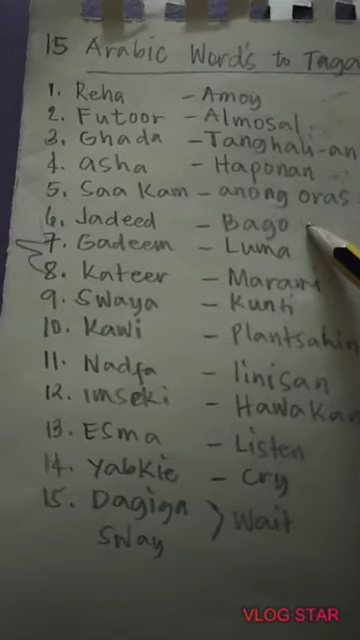 15 Arabic Word's to Taga
1. Reha - Amoy
2. Futoor - Almosal
3. Ghada - Tanghali-an
4. asha - Haponan
5. Saa Kam - anong oras
6. Jadeed - Bago
7. Gadeem - Luma
8. Kateer - Marami
9. Swaya - Kunti
10. Kawi - Plantsahin
11. Nadfa - linisan
12. imseki - Hawakan
13. Esma - Listen
14. Yabkie - Cry
15. Dagiga
Sway > Wait
VLOG STAR